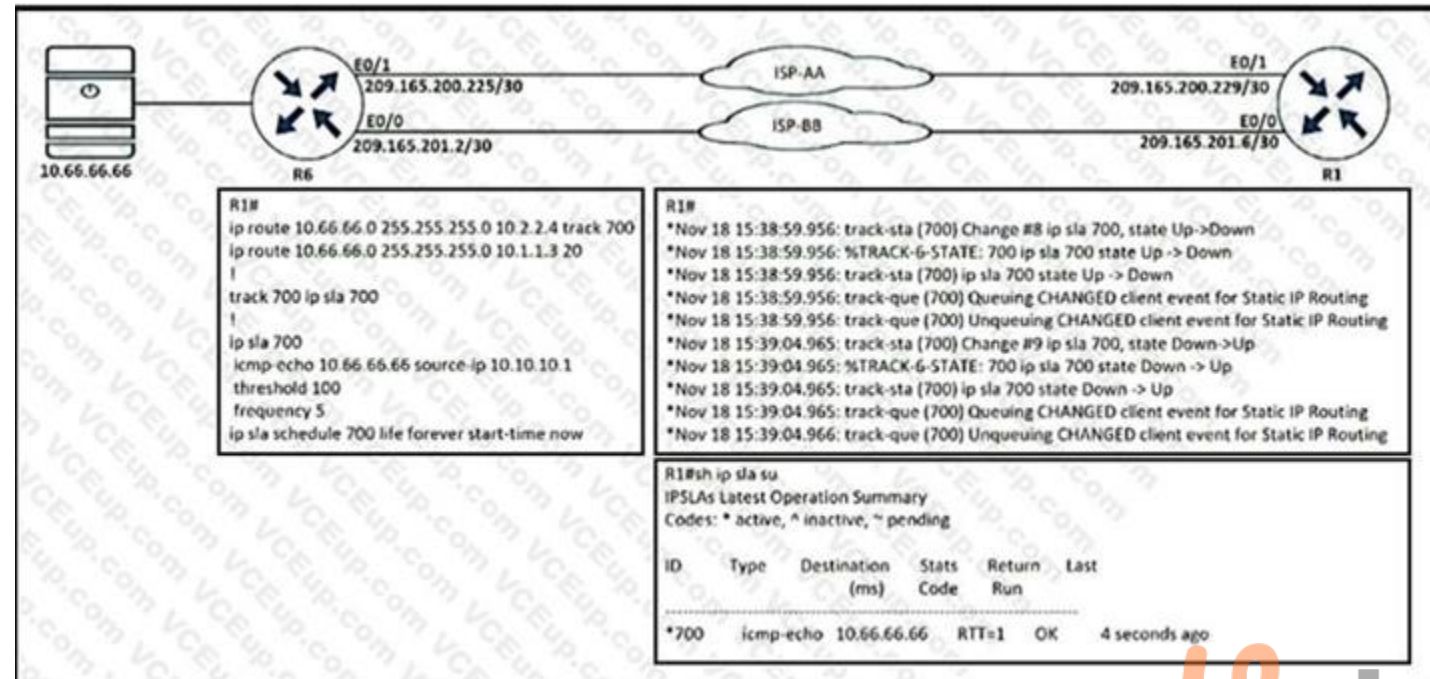 E0/1
209.165.200.225/30
E0/0
209.165.201.2/30
10.66.66.66
R6
ISP-AA
ISP-BB
E0/1
209.165.200.229/30
E0/0
209.165.201.6/30
R1
R1#
ip route 10.66.66.0 255.255.255.0 10.2.2.4 track 700
ip route 10.66.66.0 255.255.255.0 10.1.1.3 20
!
track 700 ip sla 700
!
ip sla 700
icmp-echo 10.66.66.66 source-ip 10.10.10.1
threshold 100
frequency 5
ip sla schedule 700 life forever start-time now
R1#
*Nov 18 15:38:59.956: track-sta (700) Change #8 ip sla 700, state Up->Down
*Nov 18 15:38:59.956: %TRACK-6-STATE: 700 ip sla 700 state Up -> Down
*Nov 18 15:38:59.956: track-sta (700) ip sla 700 state Up -> Down
*Nov 18 15:38:59.956: track-que (700) Queuing CHANGED client event for Static IP Routing
*Nov 18 15:38:59.956: track-que (700) Unqueuing CHANGED client event for Static IP Routing
*Nov 18 15:39:04.965: track-sta (700) Change #9 ip sla 700, state Down->Up
*Nov 18 15:39:04.965: %TRACK-6-STATE: 700 ip sla 700 state Down -> Up
*Nov 18 15:39:04.965: track-sta (700) ip sla 700 state Down -> Up
*Nov 18 15:39:04.965: track-que (700) Queuing CHANGED client event for Static IP Routing
*Nov 18 15:39:04.966: track-que (700) Unqueuing CHANGED client event for Static IP Routing
R1#sh ip sla su
IPSLAs Latest Operation Summary
Codes: * active, ^ inactive, ~ pending
ID Type Destination Stats Return Last
(ms) Code Run
*700 icmp-echo 10.66.66.66 RTT=1 OK 4 seconds ago
VCEup.com